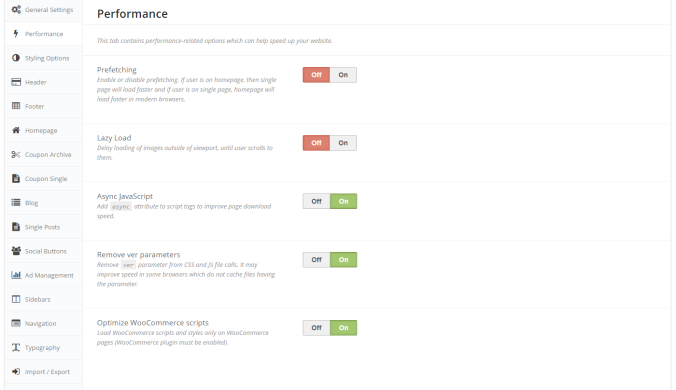 General Settings
Performance
Styling Options
Header
Footer
Homepage
Coupon Archive
Coupon Single
Blog
Single Posts
Social Buttons
Ad Management
Sidebars
Navigation
Typography
Import / Export
Performance
This tab contains performance-related options which can help speed up your website.
Prefetching
Enable or disable prefetching. If user is on homepage, then single
page will load faster and if user is on single page, homepage will
load faster in modern browsers.
Off On
Lazy Load
Delay loading of images outside of viewport, until user scrolls to
them.
Off On
Async JavaScript
Add async attribute to script tags to improve page download
speed.
Off On
Remove ver parameters
Remove ver parameter from CSS and JS file calls. It may
improve speed in some browsers which do not cache files having
the parameter.
Off On
Optimize WooCommerce scripts
Load WooCommerce scripts and styles only on WooCommerce
pages (WooCommerce plugin must be enabled).
Off On